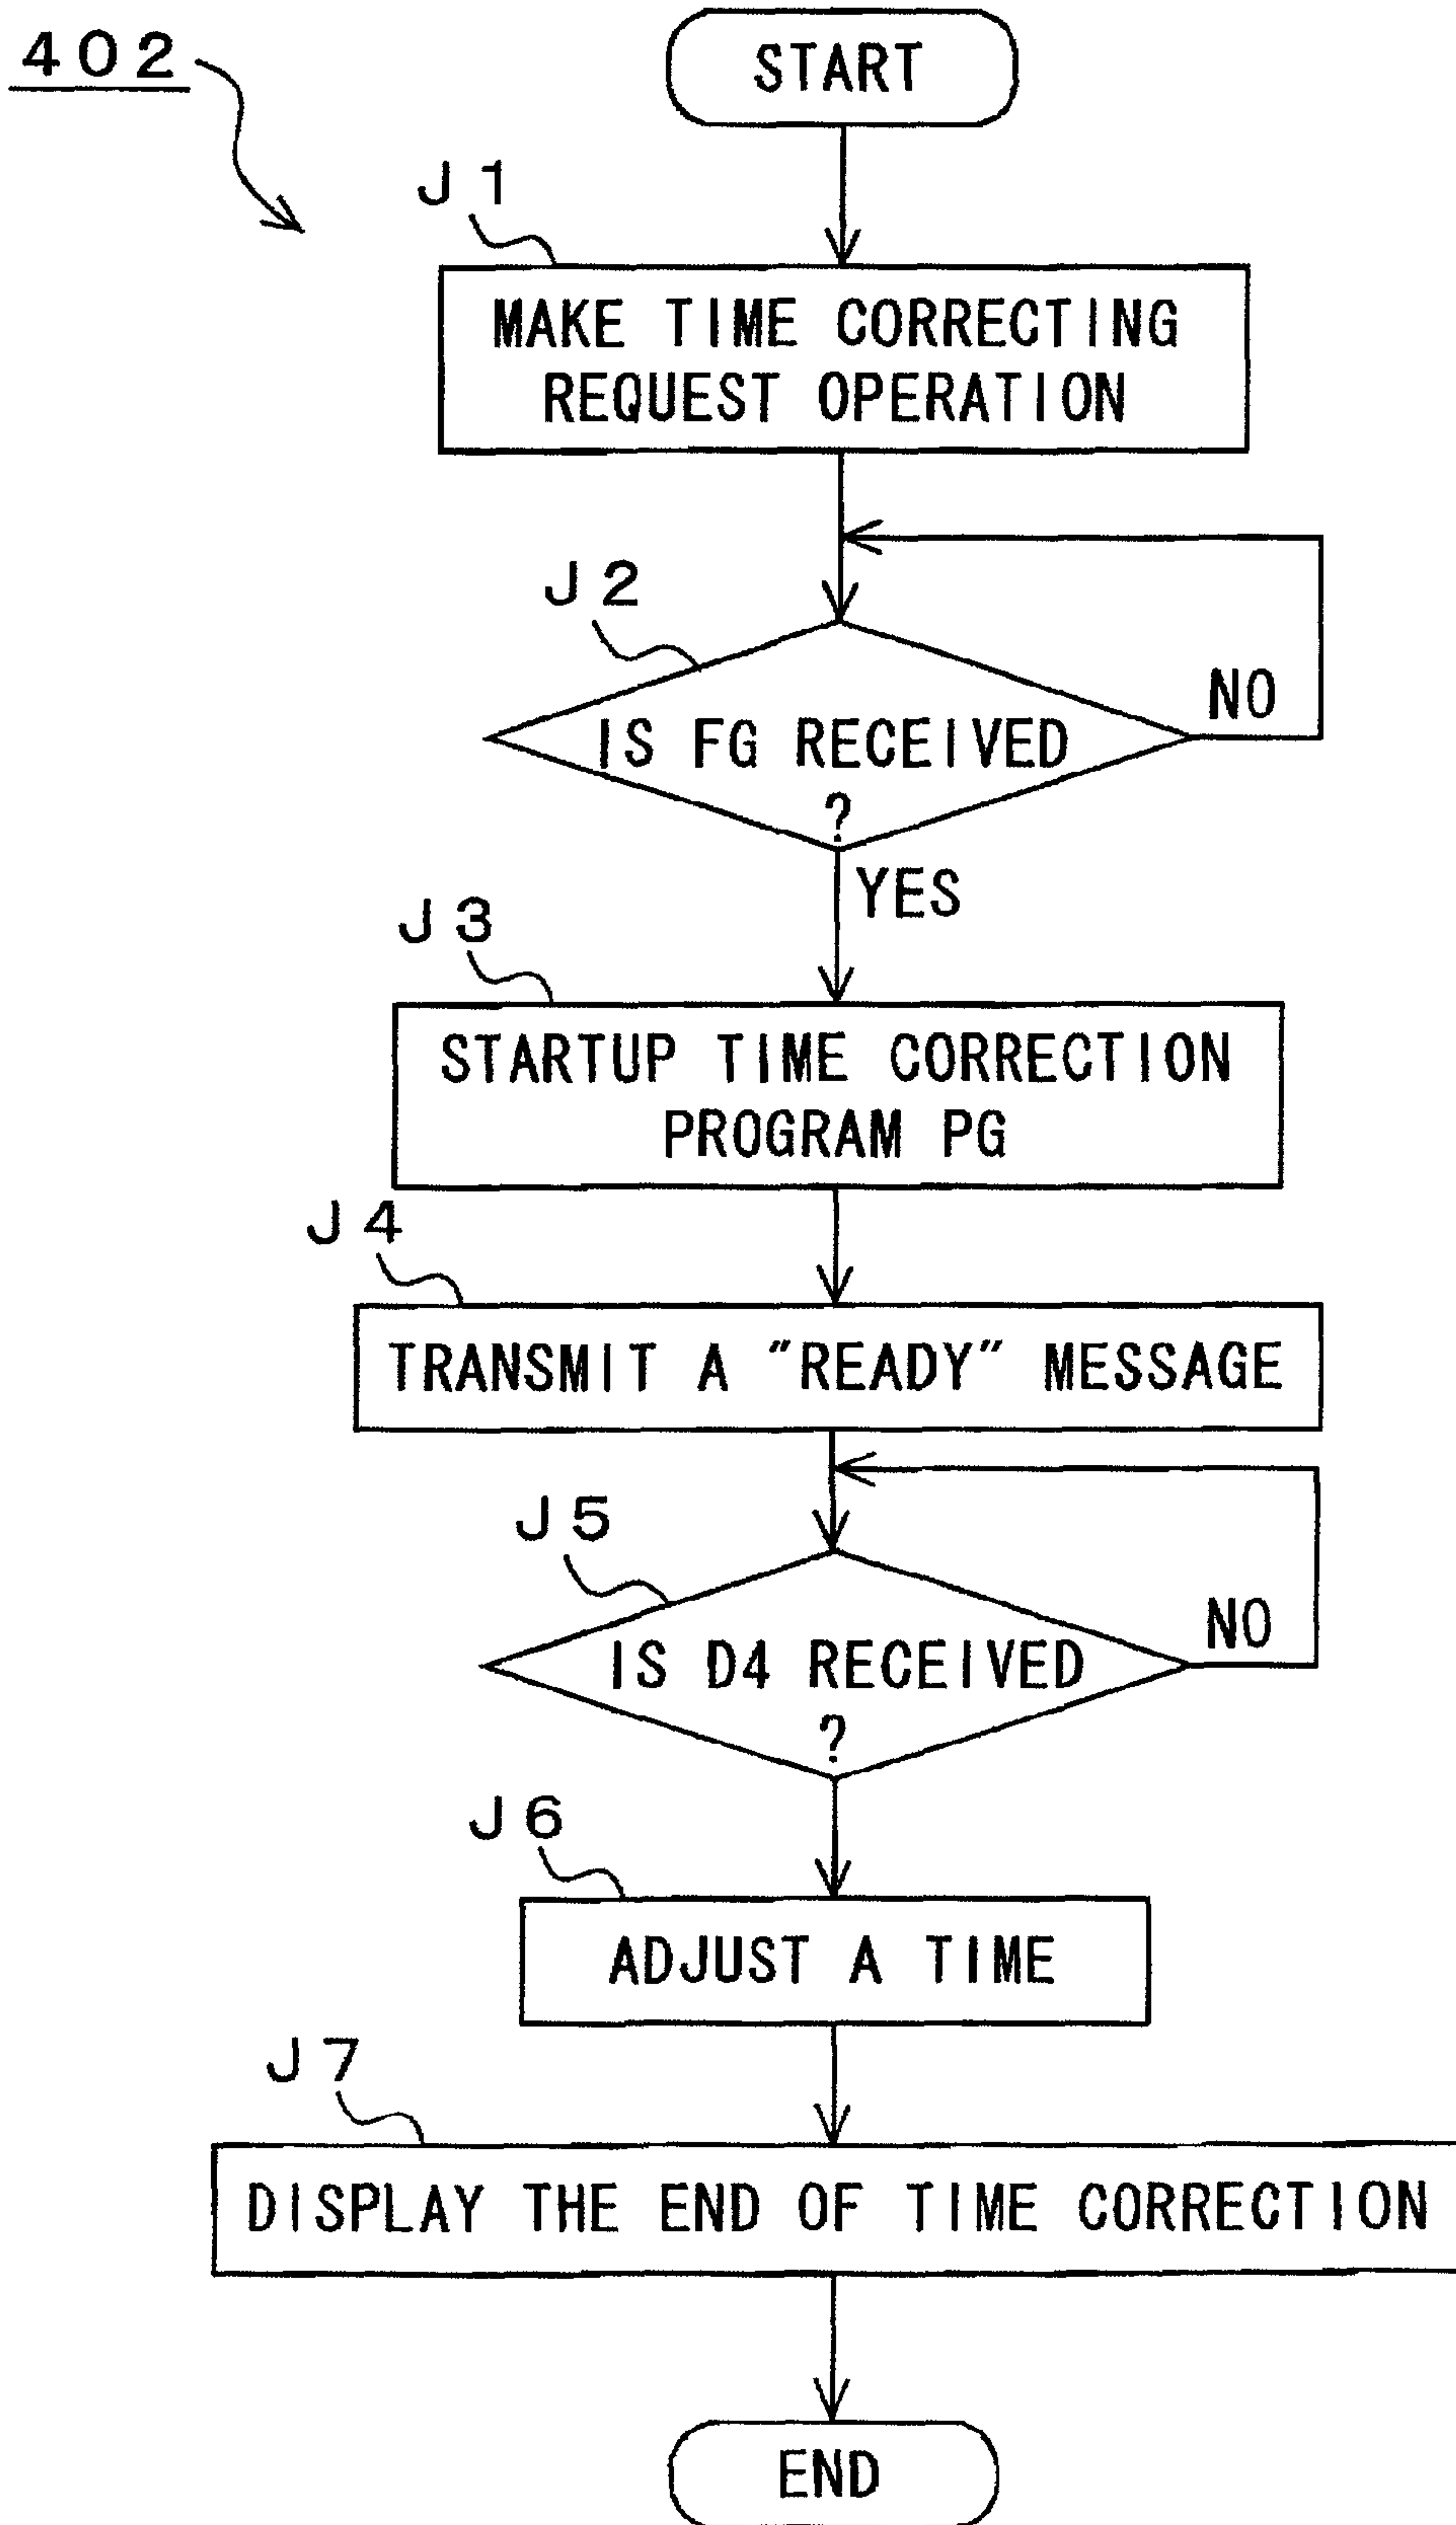 402
START
J1
MAKE TIME CORRECTING
REQUEST OPERATION
J2
NO
IS FG RECEIVED
?
YES
J3
STARTUP TIME CORRECTION
PROGRAM PG
J4
TRANSMIT A "READY" MESSAGE
J5
NO
IS D4 RECEIVED
?
J6
ADJUST A TIME
J7
DISPLAY THE END OF TIME CORRECTION
END